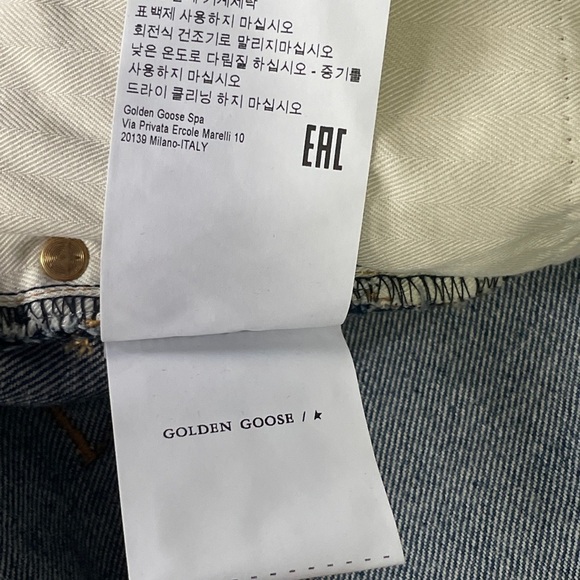 표백제 사용하지 마십시오
회전식 건조기로 말리지마십시오
낮은 온도로 다림질 하십시오 - 증기를
사용하지 마십시오
드라이 클리닝 하지 마십시오
Golden Goose Spa
Via Privata Ercole Marelli 10
20139 Milano-ITALY
EAC
GOLDEN GOOSE /